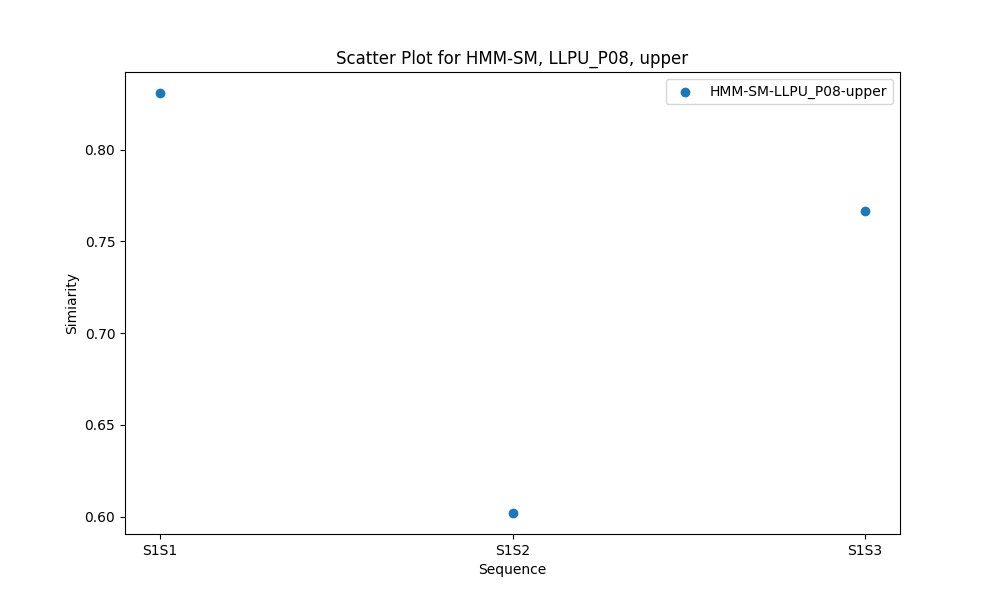 Scatter Plot for HMM-SM, LLPU_P08, upper
HMM-SM-LLPU_P08-upper
0.80
0.75
0.70
0.65
0.60
Simiarity
S1S1
S1S2
S1S3
Sequence